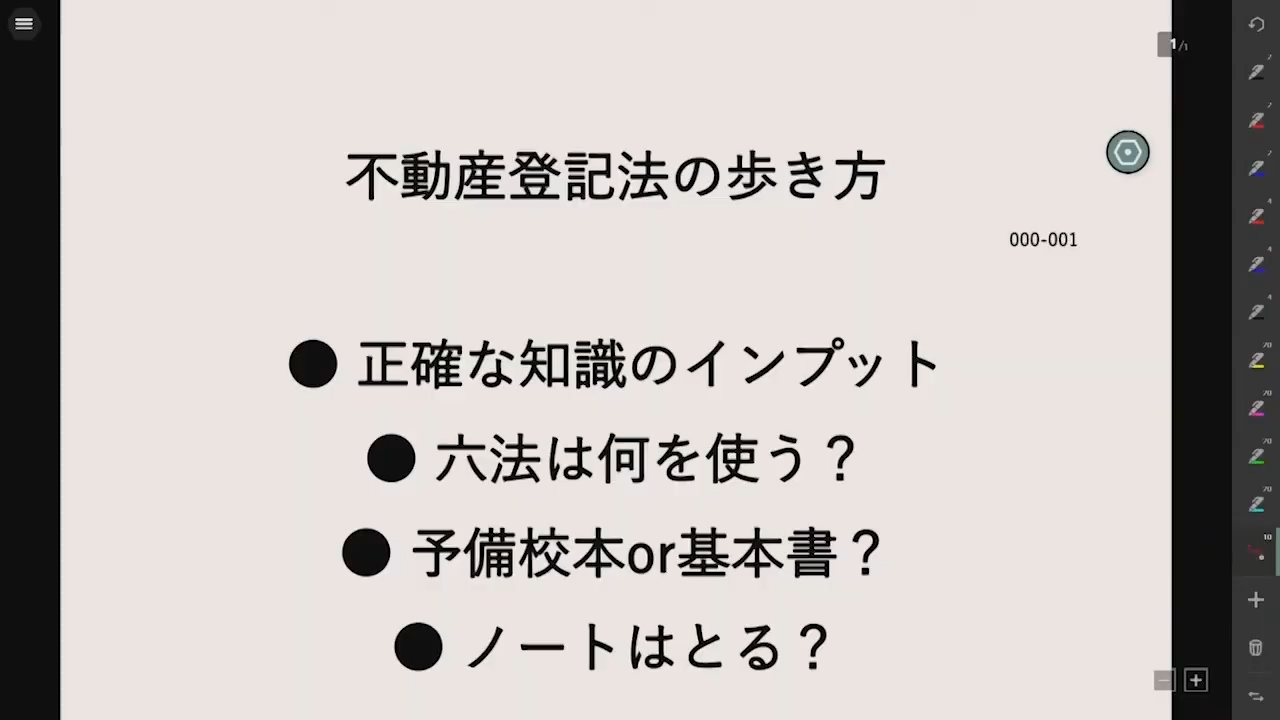 1/1
不動産登記法の歩き方
000-001
● 正確な知識のインプット
● 六法は何を使う？
● 予備校本or基本書？
● ノートはとる？